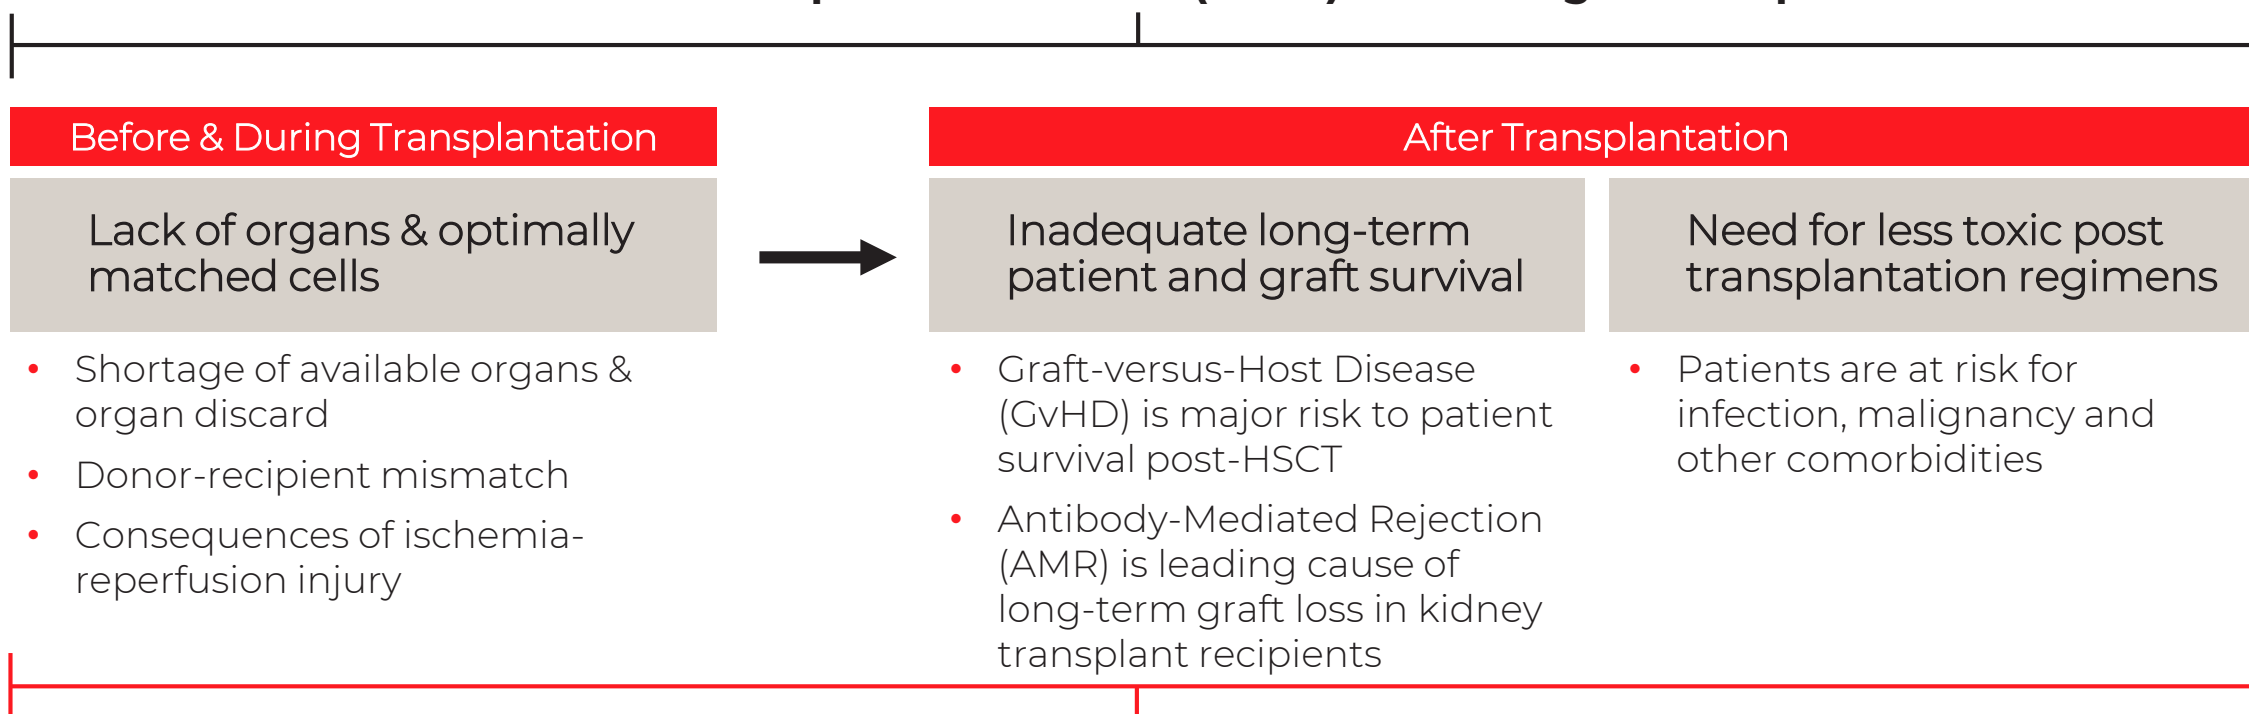 Before & During Transplantation
Lack of organs & optimally
matched cells
• Shortage of available organs &
organ discard
• Donor-recipient mismatch
• Consequences of ischemia-
reperfusion injury
After Transplantation
Inadequate long-term
patient and graft survival
• Graft-versus-Host Disease
(GvHD) is major risk to patient
survival post-HSCT
• Antibody-Mediated Rejection
(AMR) is leading cause of
long-term graft loss in kidney
transplant recipients
Need for less toxic post
transplantation regimens
• Patients are at risk for
infection, malignancy and
other comorbidities